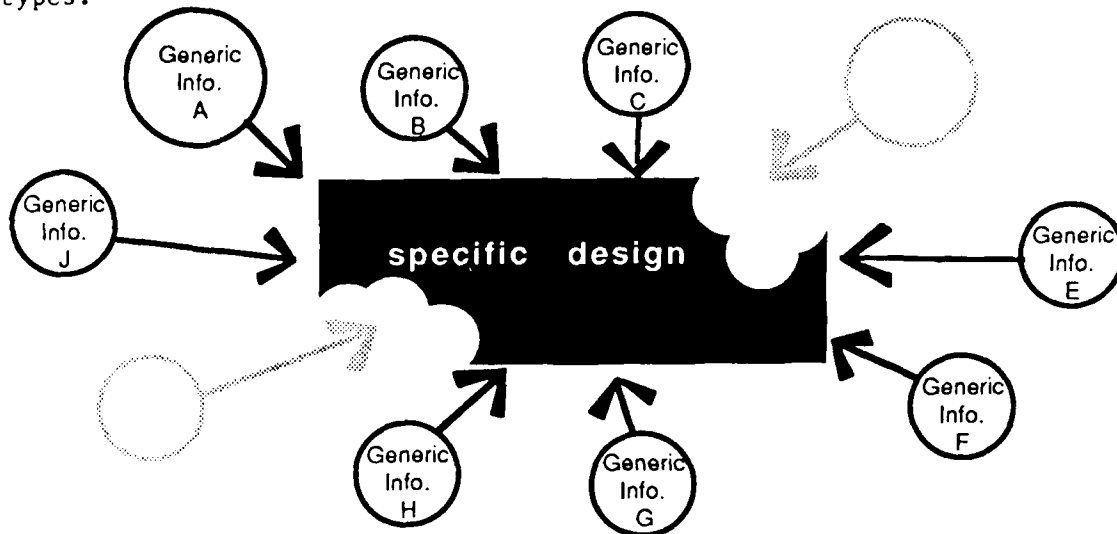 types.
Generic
Info.
A
Generic
Info.
B
Generic
Info.
C
Generic
Info.
J
specific design
Generic
Info.
E
Generic
Info.
F
Generic
Info.
H
Generic
Info.
G